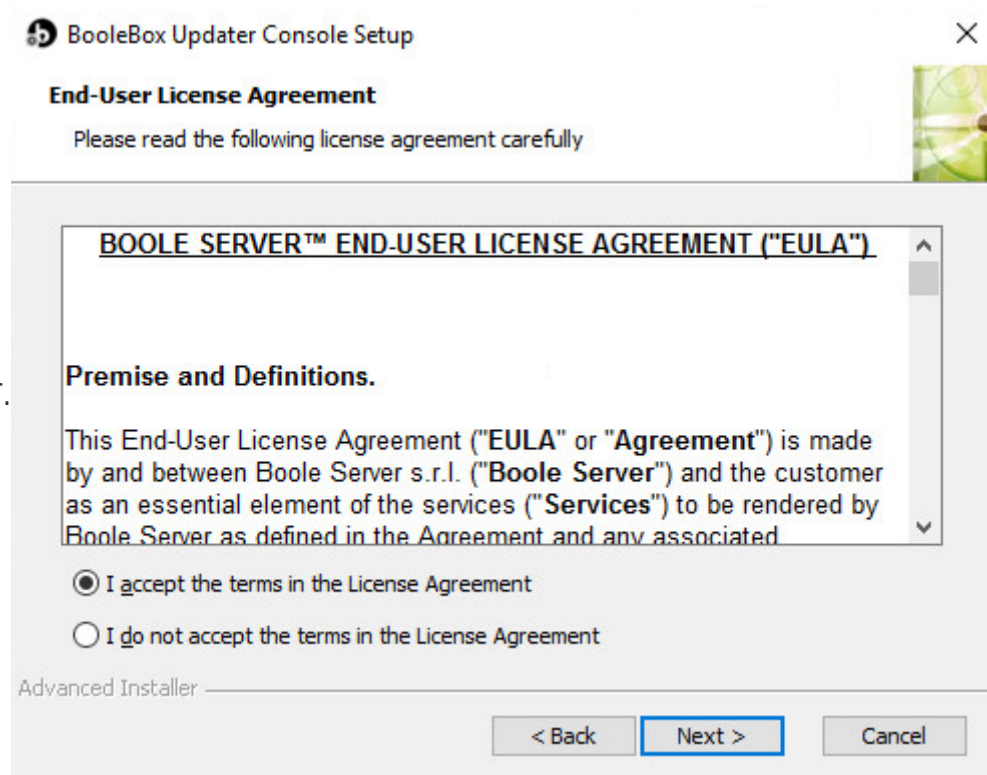 BooleBox Updater Console Setup
End-User License Agreement
Please read the following license agreement carefully
BOOLE SERVER™ END-USER LICENSE AGREEMENT ("EULA")
Premise and Definitions.
This End-User License Agreement ("EULA" or "Agreement") is made
by and between Boole Server s.r.l. ("Boole Server") and the customer
as an essential element of the services ("Services") to be rendered by
Boole Server as defined in the Agreement and any associated
I accept the terms in the License Agreement
I do not accept the terms in the License Agreement
Advanced Installer
< Back Next > Cancel